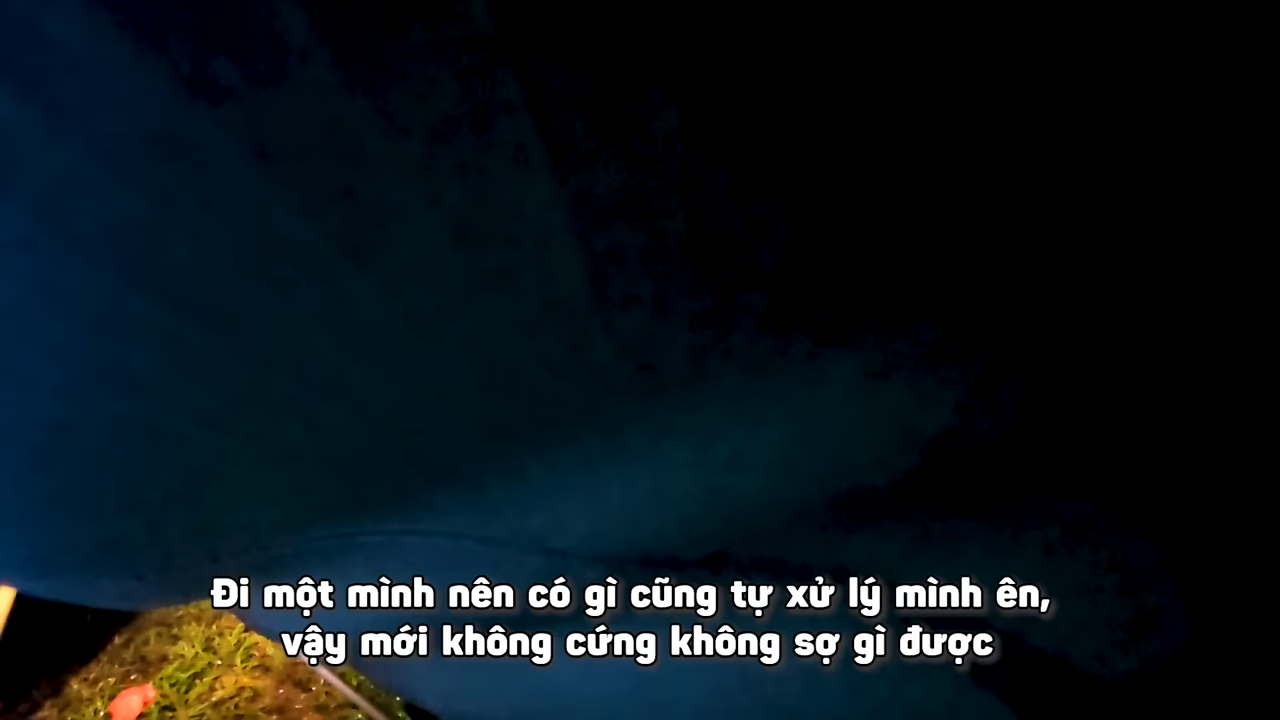 Đi một mình nên có gì cũng tự xử lý mình ên,
vậy mới không cứng không sợ gì được